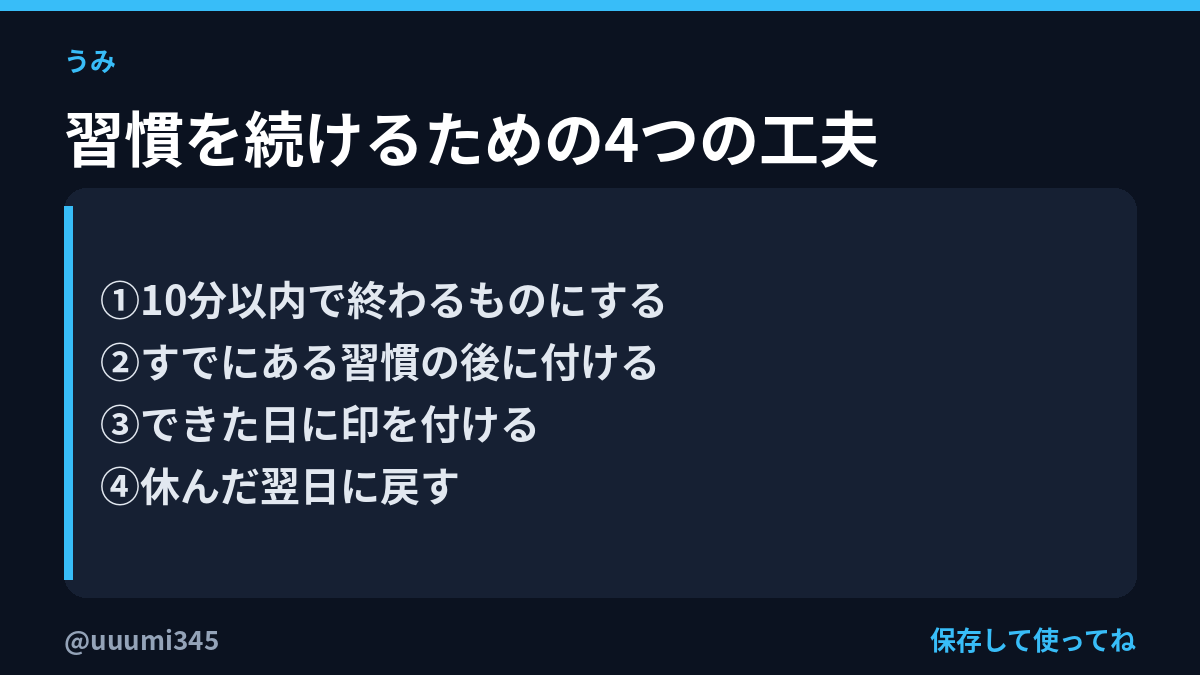 うみ
習慣を続けるための4つの工夫
①10分以内で終わるものにする
②すでにある習慣の後に付ける
③できた日に印を付ける
④休んだ翌日に戻す
@uuumi345
保存して使ってね